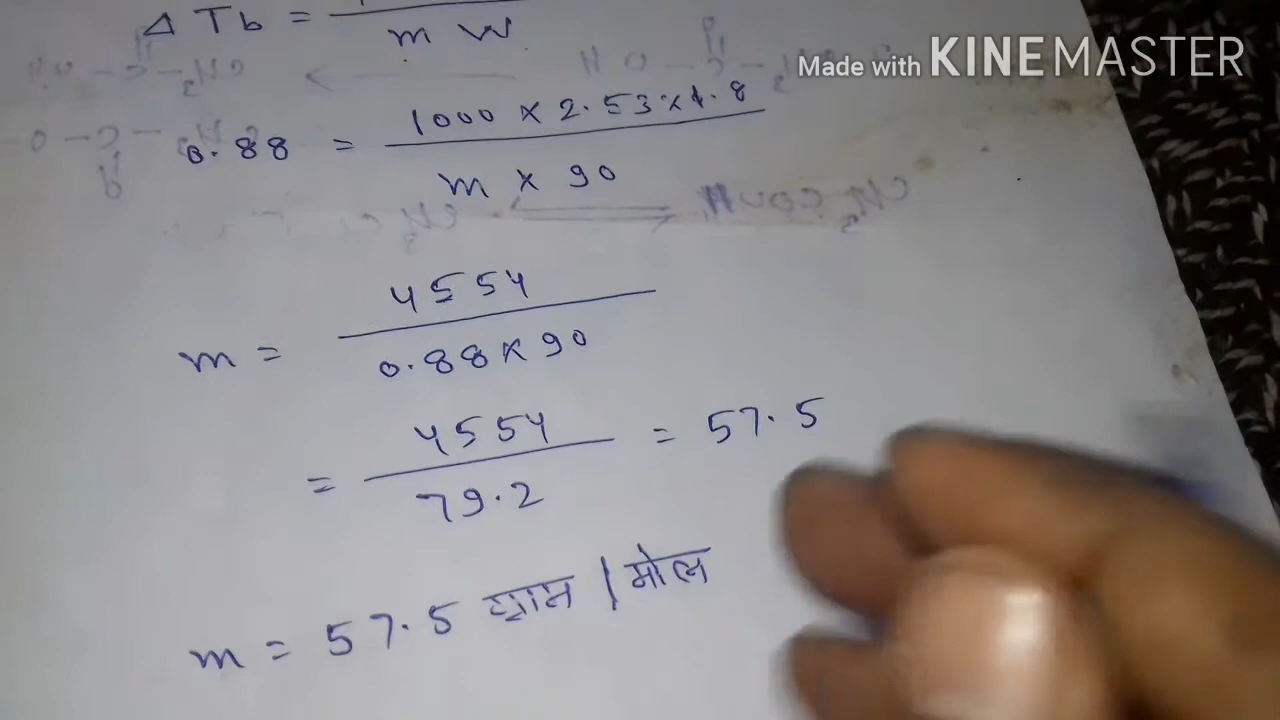 Δ Tb =
m W
Made with KINEMASTER
0.88 = 1000 × 2.53 × 1.8
m × 90
m = 4554
0.88 × 90
= 4554 = 57.5
79.2
m = 57.5 ग्राम / मोल